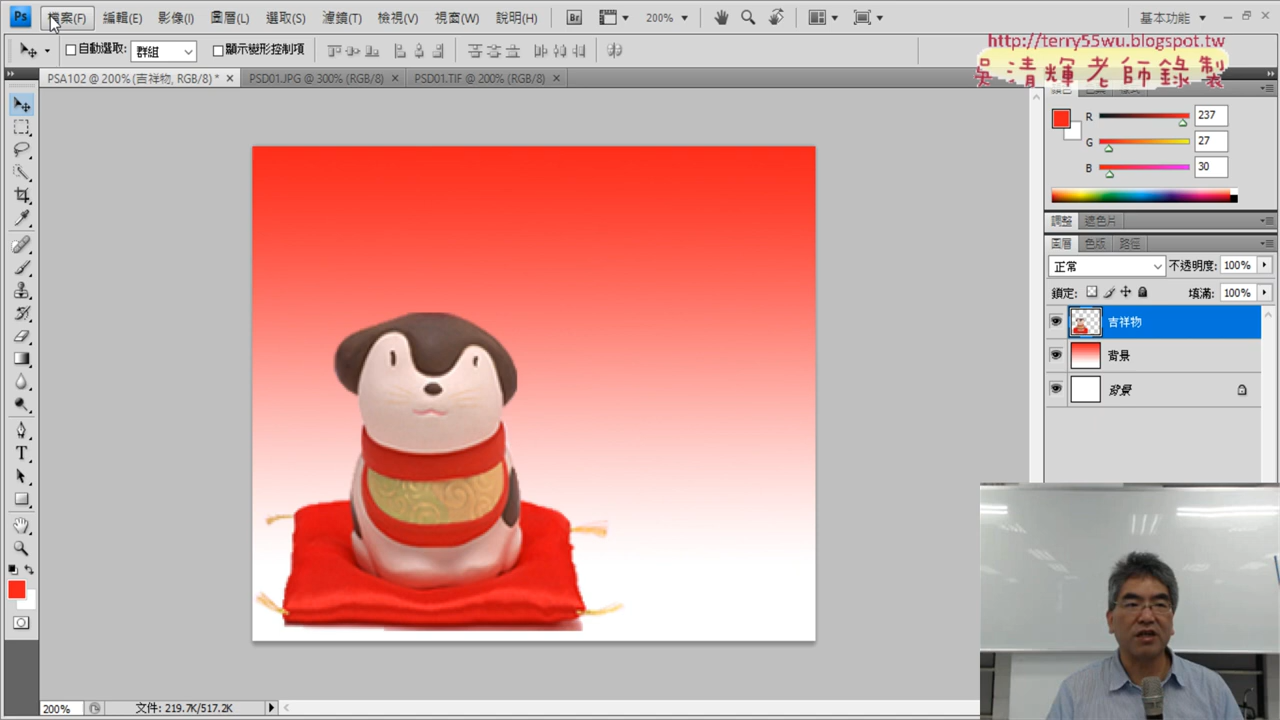 Ps 檔案(F) 編輯(E) 影像(I) 圖層(L) 選取(S) 濾鏡(T) 檢視(V) 視窗(W) 說明(H) Br 200% 基本功能
自動選取: 群組 顯示變形控制項
http://terry55wu.blogspot.tw
吳清輝老師錄製
PSA102 @ 200% (吉祥物, RGB/8) * PSD01.TIF @ 200% (RGB/8)
R 237
G 27
B 30
調整 遮色片
圖層 色版 路徑
正常 不透明度: 100%
鎖定: 填滿: 100%
吉祥物
背景
背景
200% 文件: 219.7K/517.2K